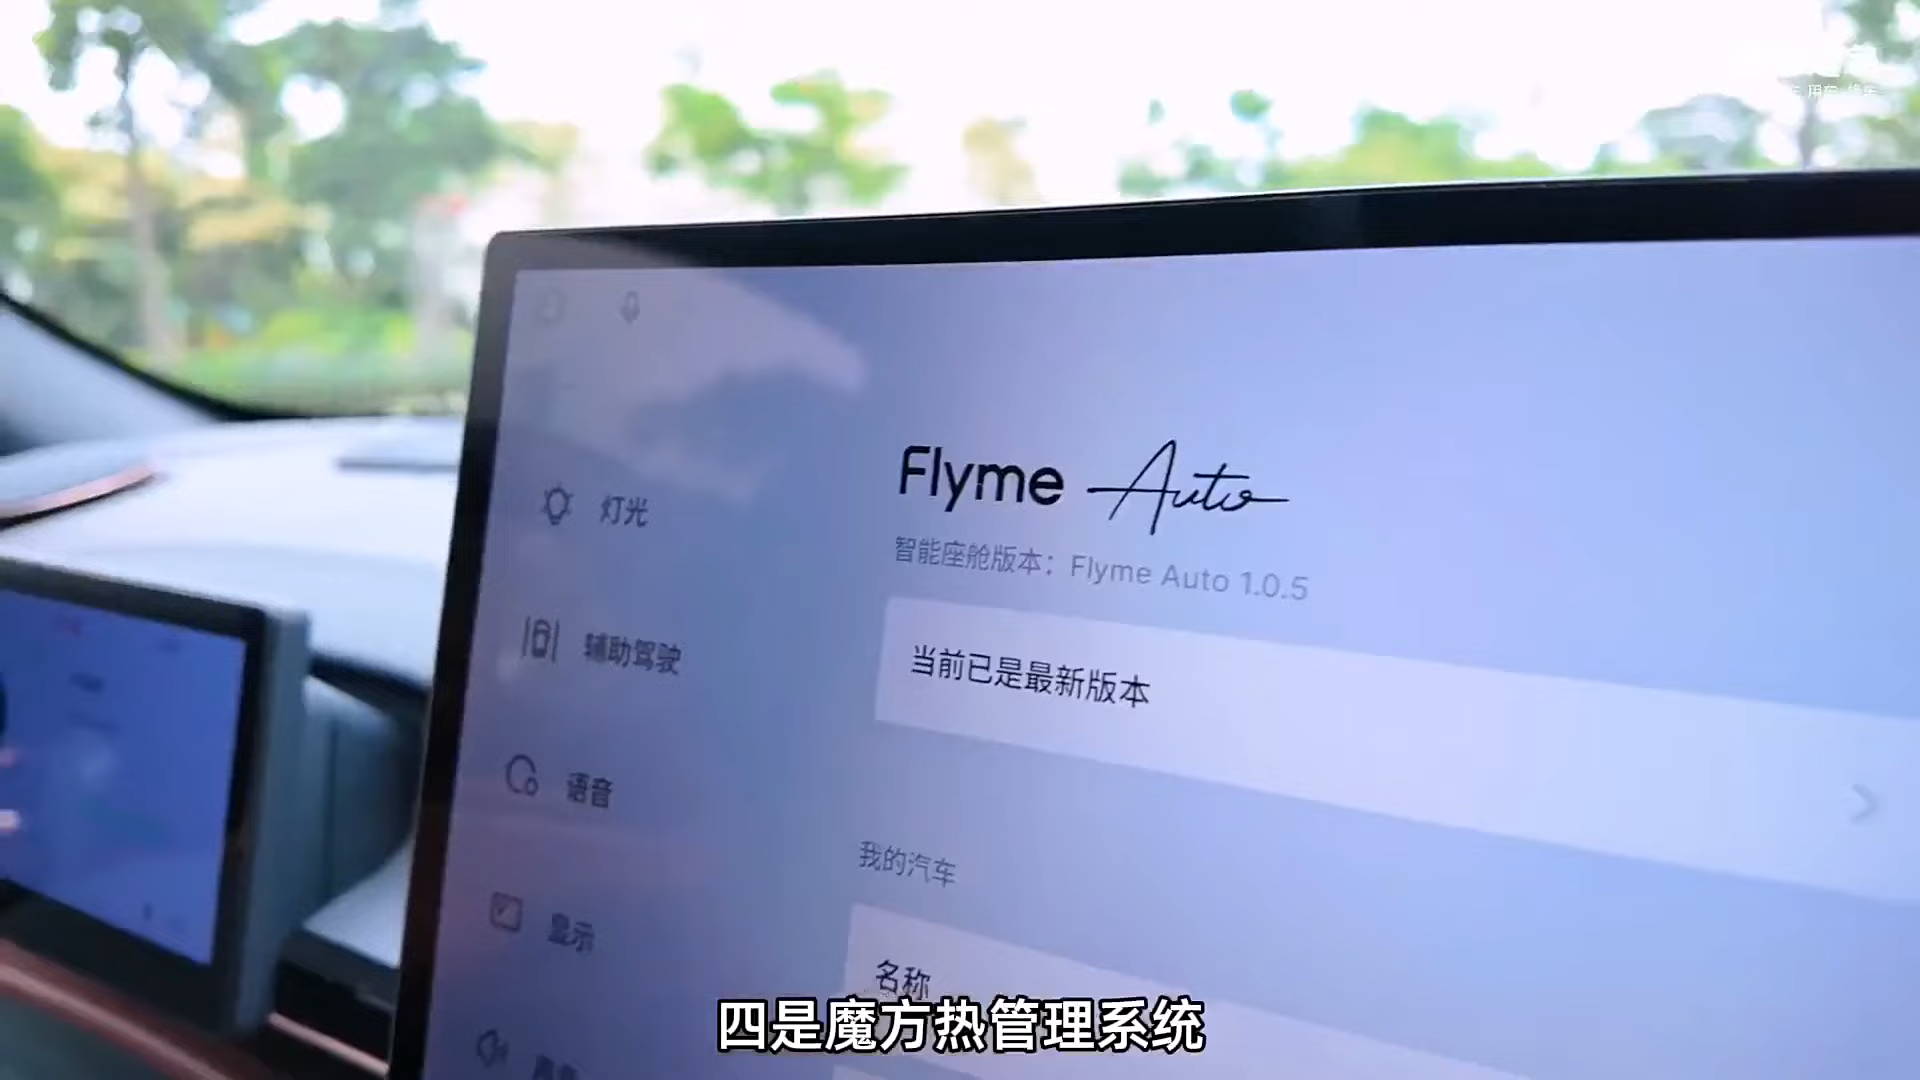 灯光
辅助驾驶
语音
显示
Flyme Auto
智能座舱版本：Flyme Auto 1.0.5
当前已是最新版本
我的汽车
名称
四是魔方热管理系统